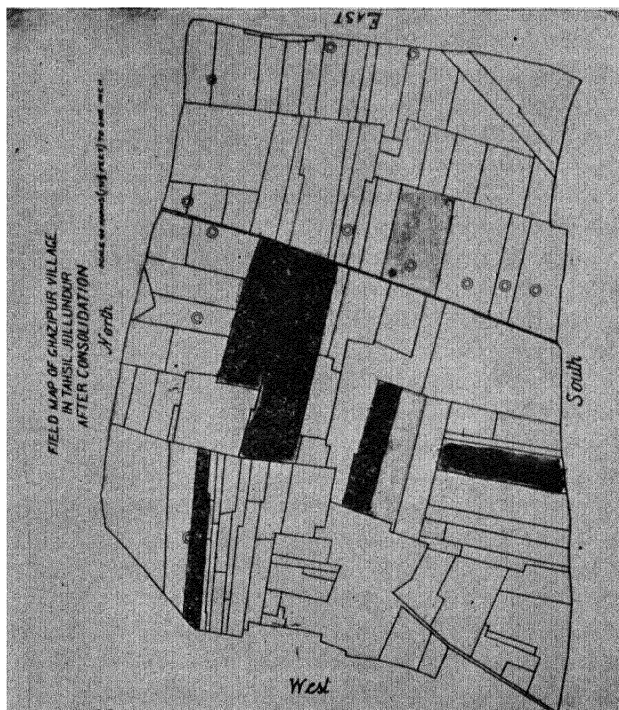 EAST
FIELD MAP OF GHAZIPUR VILLAGE
IN TAHSIL JULLUNDUR
AFTER CONSOLIDATION
North
South
West